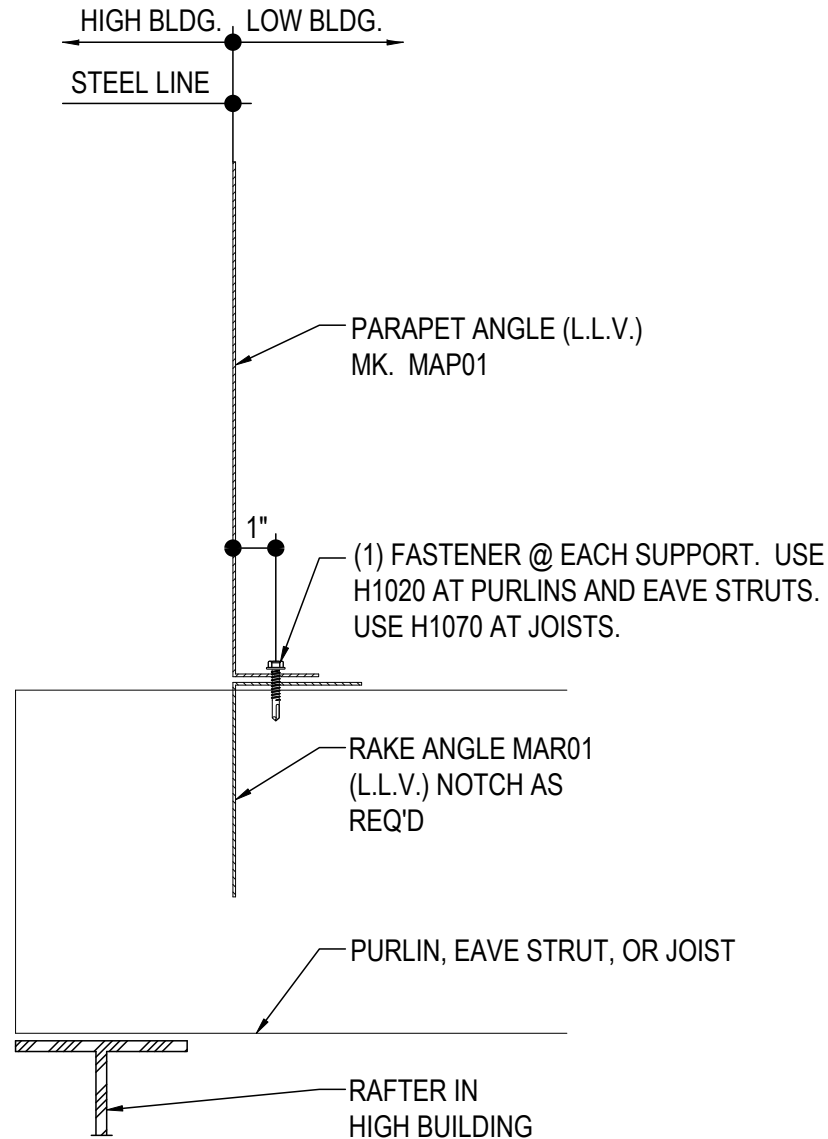 HIGH BLDG. LOW BLDG.
STEEL LINE
PARAPET ANGLE (L.L.V.)
MK. MAP01
1"
(1) FASTENER @ EACH SUPPORT. USE
H1020 AT PURLINS AND EAVE STRUTS.
USE H1070 AT JOISTS.
RAKE ANGLE MAR01
(L.L.V.) NOTCH AS
REQ'D
PURLIN, EAVE STRUT, OR JOIST
RAFTER IN
HIGH BUILDING